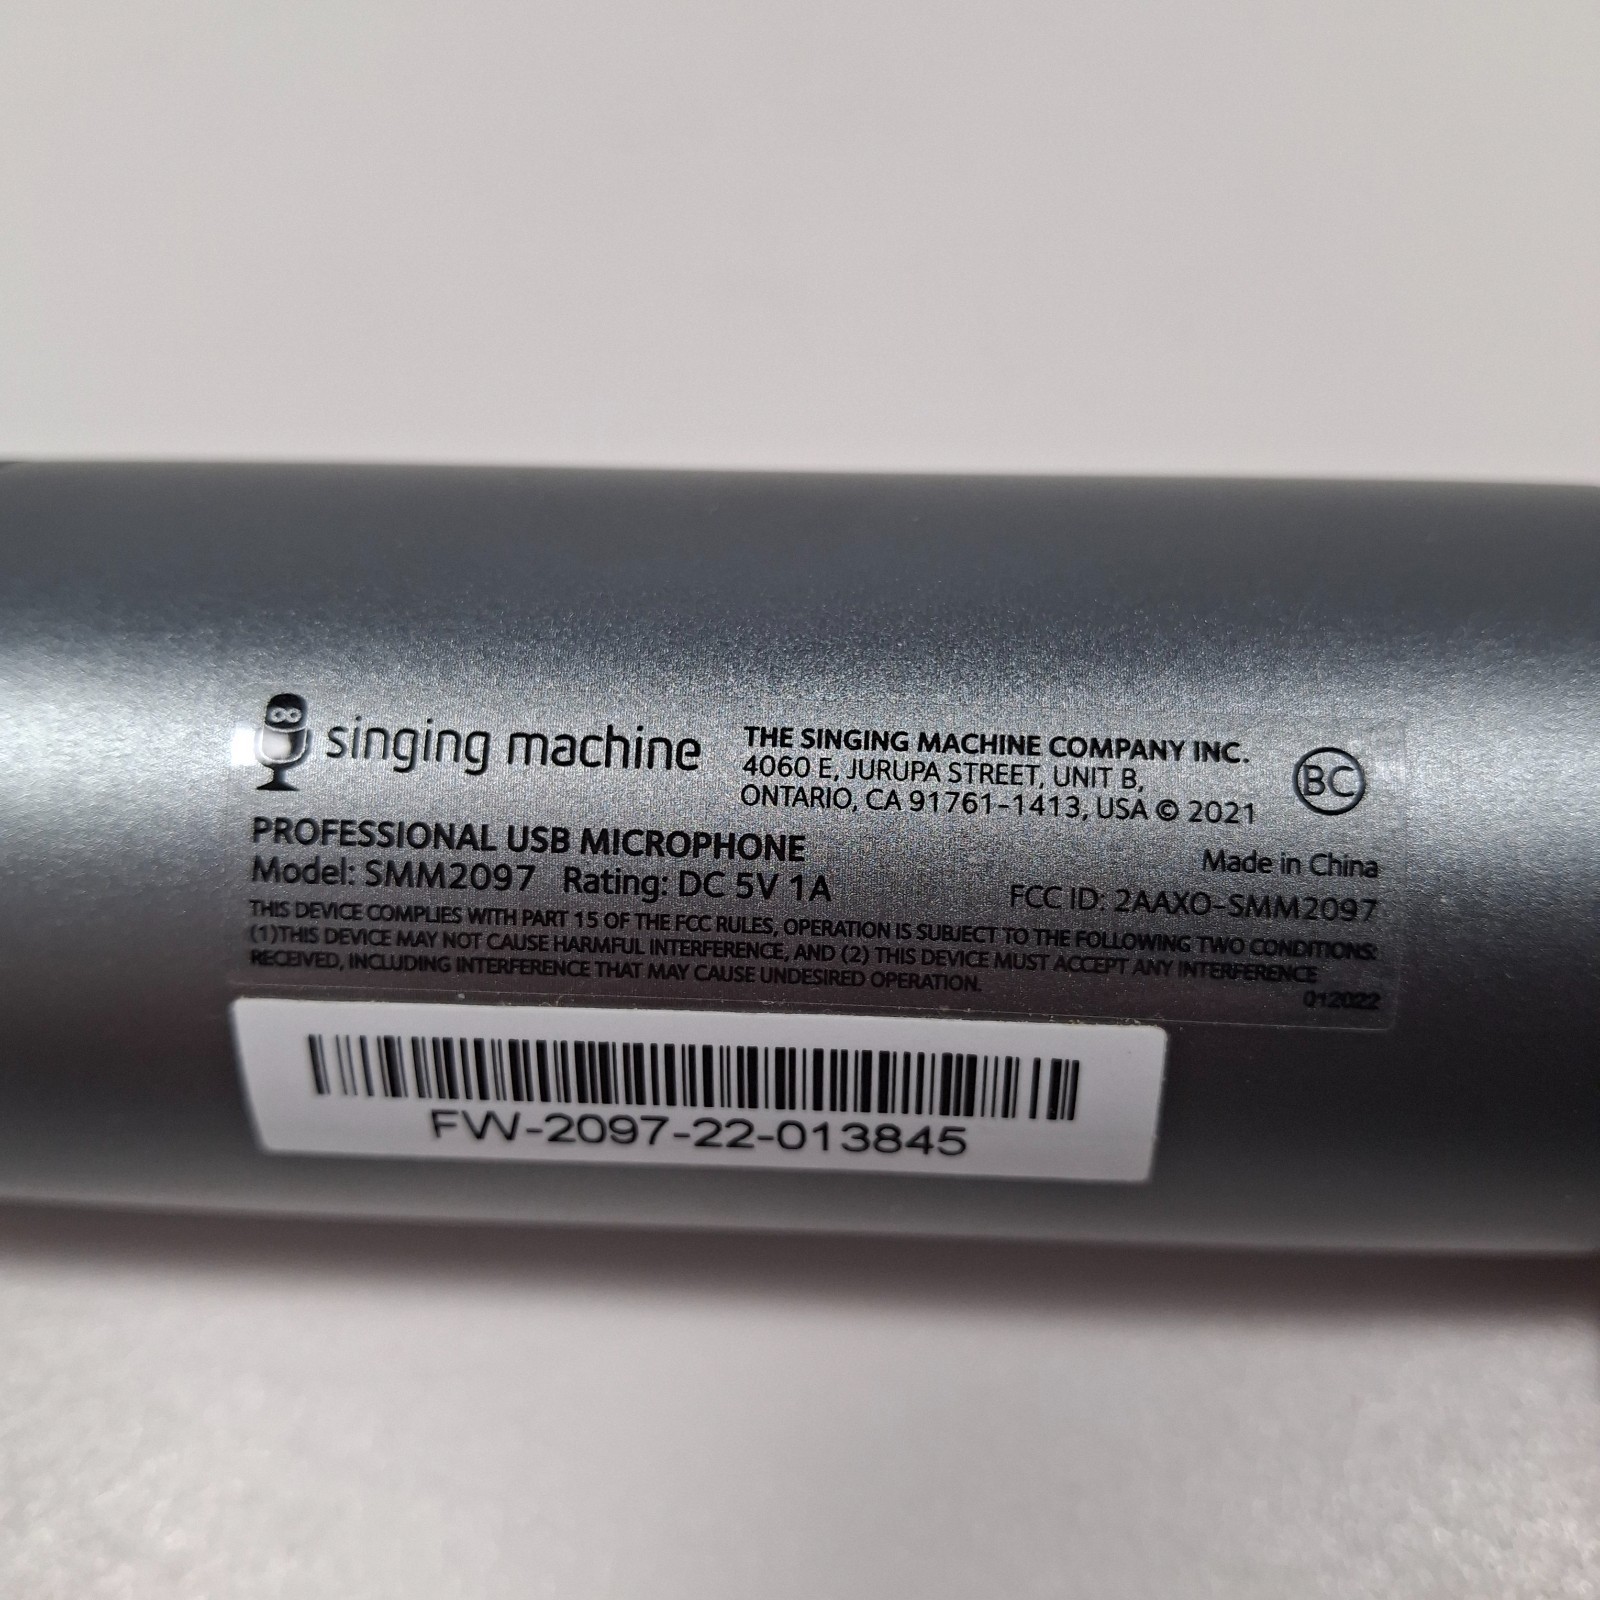 singing machine
THE SINGING MACHINE COMPANY INC.
4060 E, JURUPA STREET, UNIT B,
ONTARIO, CA 91761-1413, USA © 2021
BC
PROFESSIONAL USB MICROPHONE
Made in China
Model: SMM2097 Rating: DC 5V 1A
FCC ID: 2AAXO-SMM2097
THIS DEVICE COMPLIES WITH PART 15 OF THE FCC RULES, OPERATION IS SUBJECT TO THE FOLLOWING TWO CONDITIONS:
(1)THIS DEVICE MAY NOT CAUSE HARMFUL INTERFERENCE, AND (2) THIS DEVICE MUST ACCEPT ANY INTERFERENCE
RECEIVED, INCLUDING INTERFERENCE THAT MAY CAUSE UNDESIRED OPERATION.
012022
FW-2097-22-013845